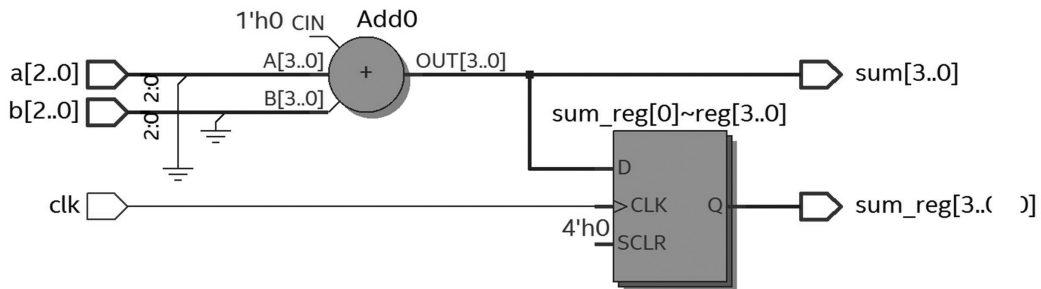 1'h0 CIN Add0
a[2..0] 2:0 A[3..0] + OUT[3..0] sum[3..0]
b[2..0] 2:0 B[3..0]
sum_reg[0]~reg[3..0]
D
clk CLK Q
4'h0 SCLR